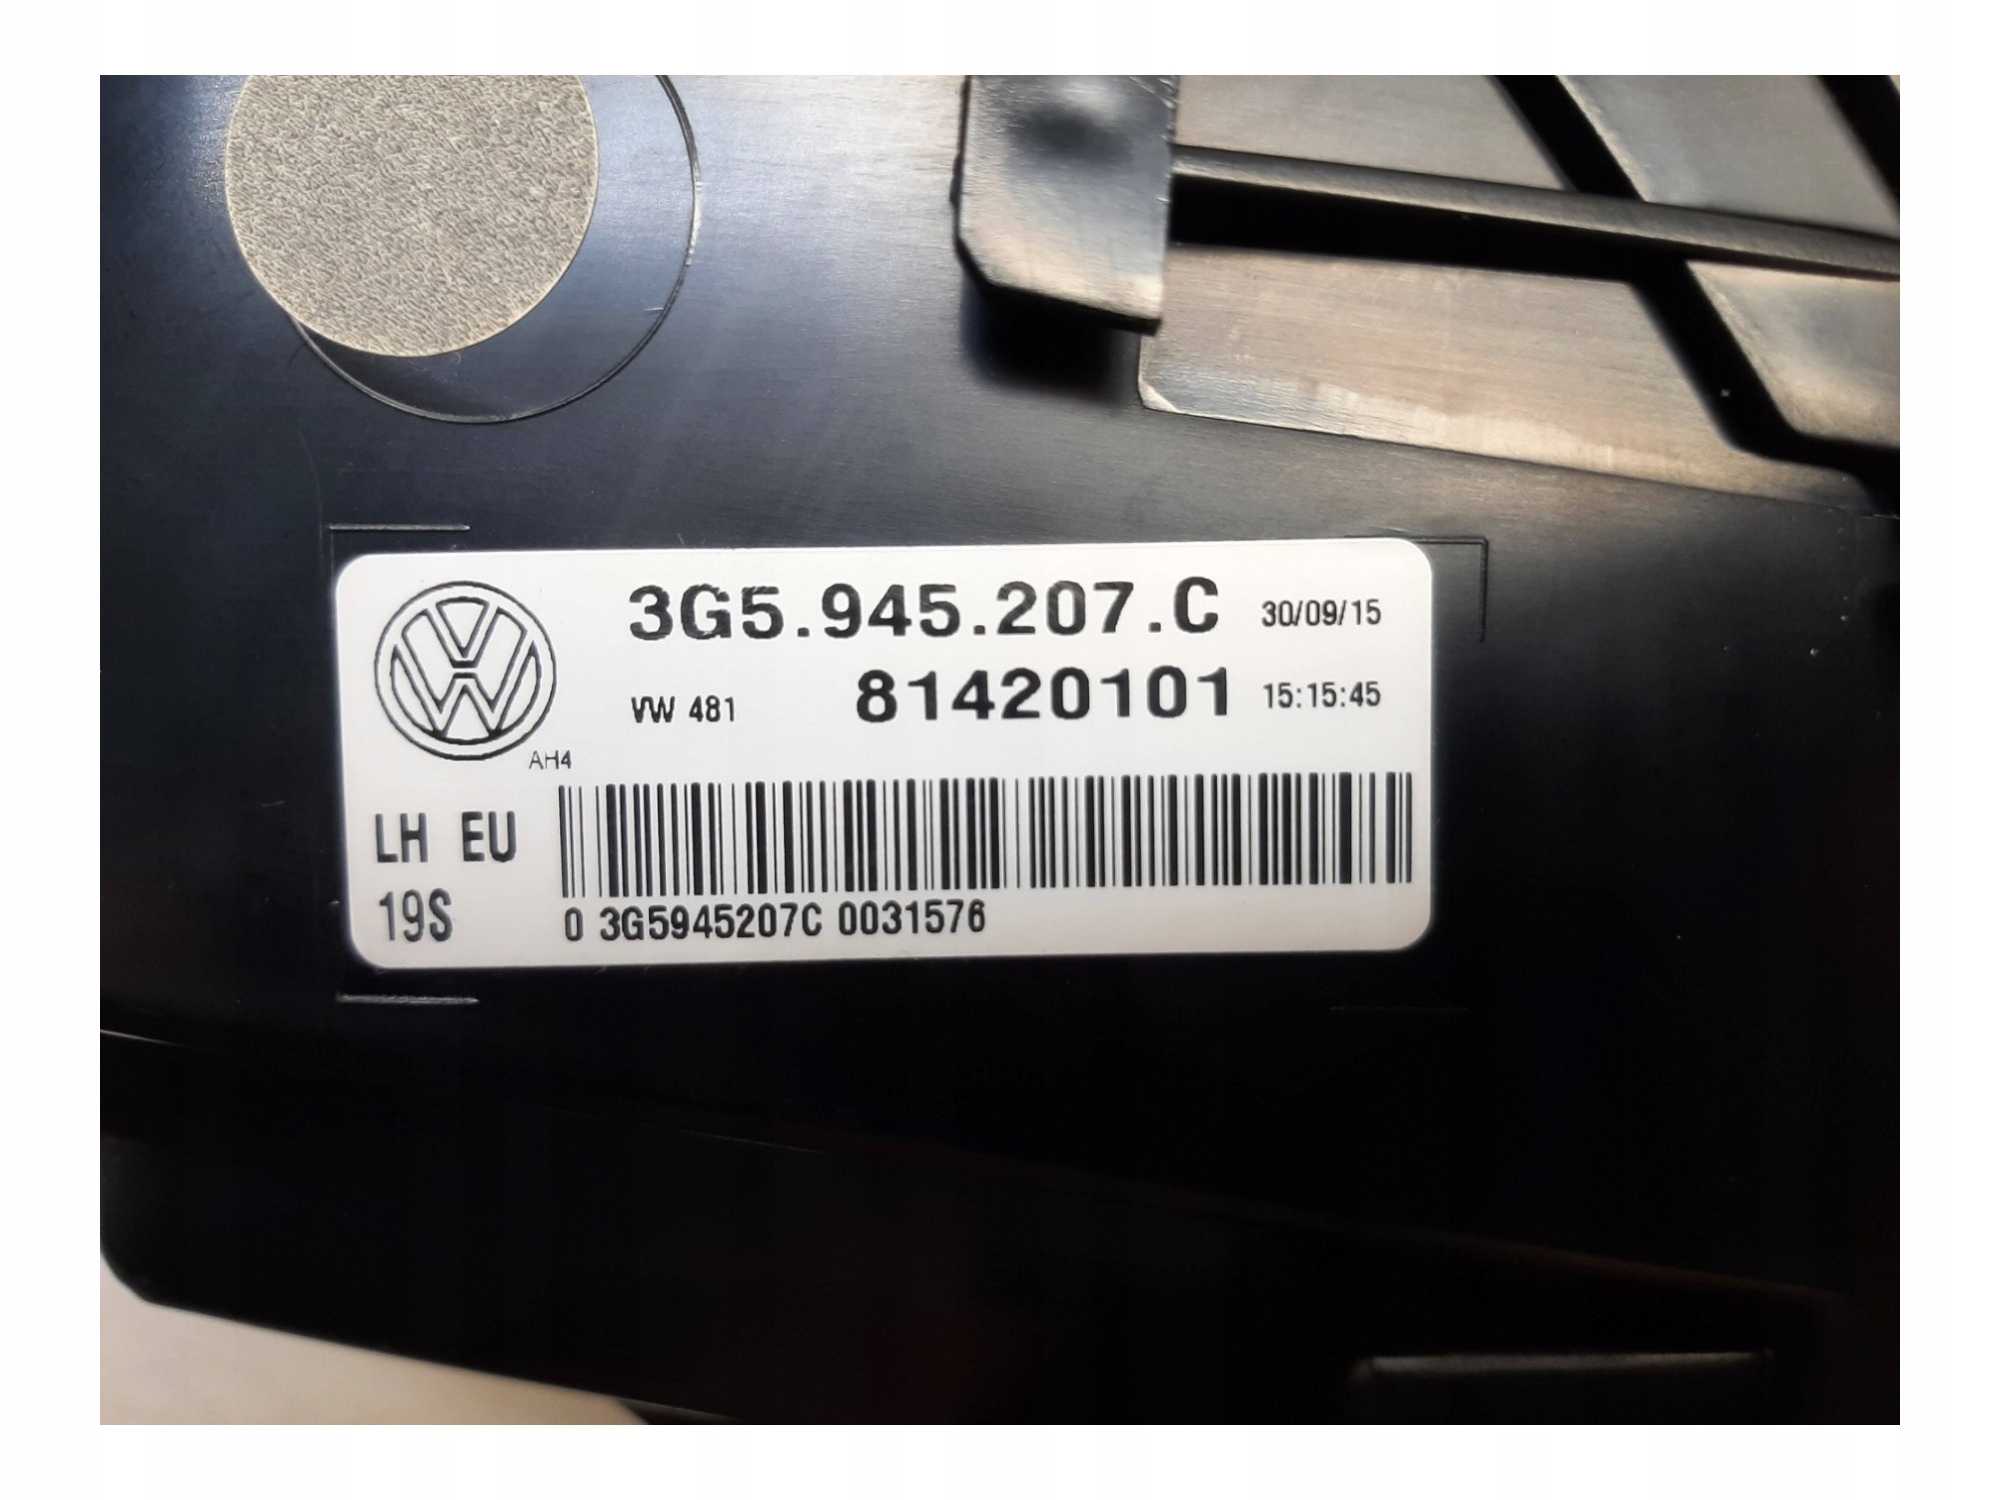 3G5.945.207.C 30/09/15
VW 481 81420101 15:15:45
AH4
LH EU
19S
0 3G5945207C 0031576